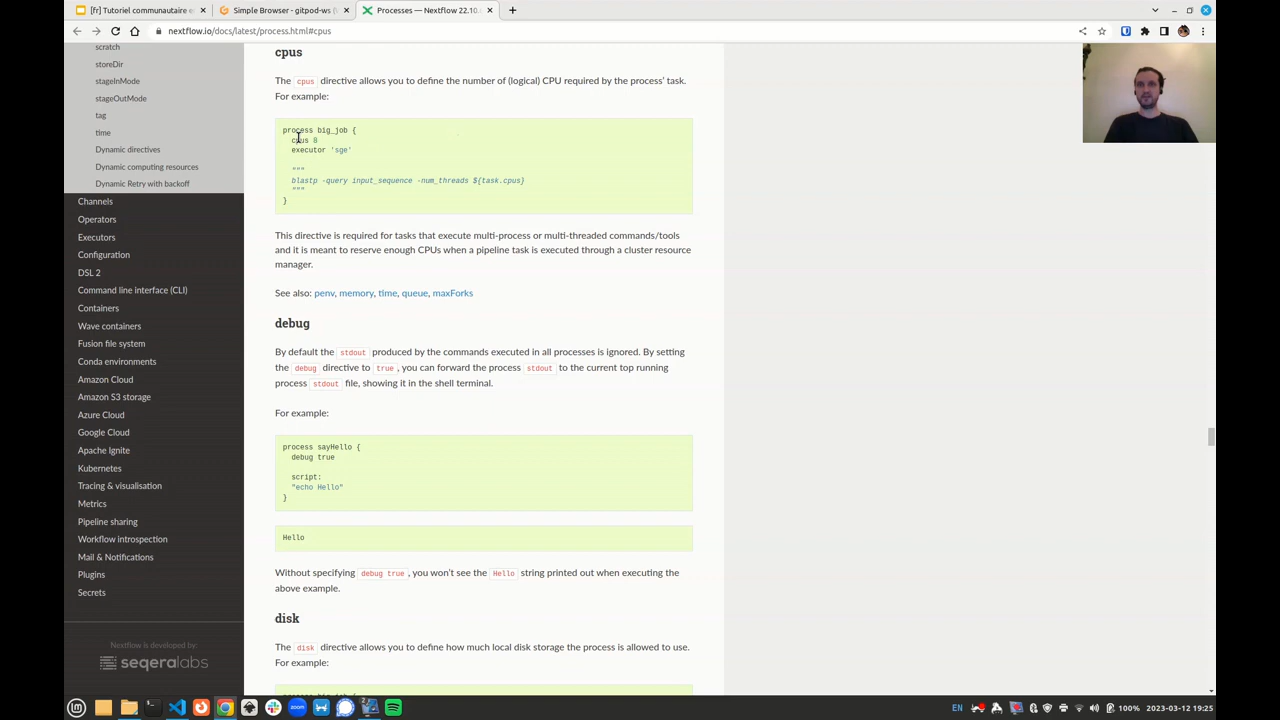 [fr] Tutoriel communautaire e
Simple Browser - gitpod-ws (
Processes — Nextflow 22.10.
nextflow.io/docs/latest/process.html#cpus
scratch
storeDir
stageInMode
stageOutMode
tag
time
Dynamic directives
Dynamic computing resources
Dynamic Retry with backoff
Channels
Operators
Executors
Configuration
DSL 2
Command line interface (CLI)
Containers
Wave containers
Fusion file system
Conda environments
Amazon Cloud
Amazon S3 storage
Azure Cloud
Google Cloud
Apache Ignite
Kubernetes
Tracing & visualisation
Metrics
Pipeline sharing
Workflow introspection
Mail & Notifications
Plugins
Secrets
Nextflow is developed by:
seqeralabs
cpus
The cpus directive allows you to define the number of (logical) CPU required by the process' task.
For example:
process big_job {
cpus 8
executor 'sge'
"""
blastp -query input_sequence -num_threads ${task.cpus}
"""
}
This directive is required for tasks that execute multi-process or multi-threaded commands/tools
and it is meant to reserve enough CPUs when a pipeline task is executed through a cluster resource
manager.
See also: penv, memory, time, queue, maxForks
debug
By default the stdout produced by the commands executed in all processes is ignored. By setting
the debug directive to true , you can forward the process stdout to the current top running
process stdout file, showing it in the shell terminal.
For example:
process sayHello {
debug true
script:
"echo Hello"
}
Hello
Without specifying debug true , you won't see the Hello string printed out when executing the
above example.
disk
The disk directive allows you to define how much local disk storage the process is allowed to use.
For example:
zoom
EN
100%
2023-03-12 19:25